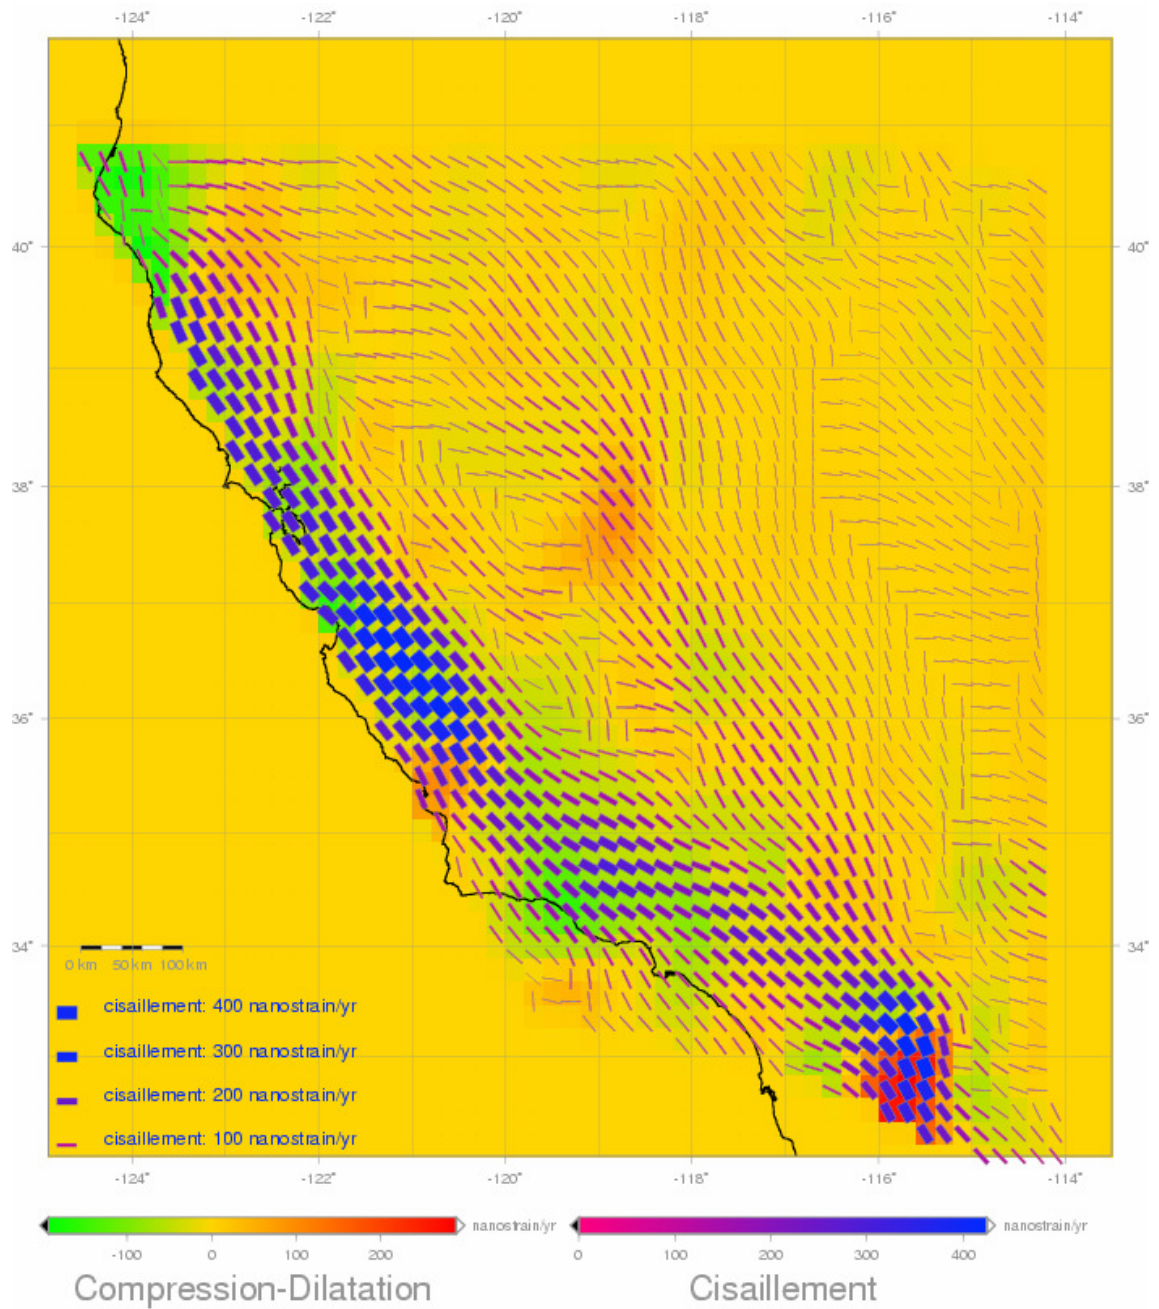 -124° -122° -120° -118° -116° -114°
40° 40°
38° 38°
36° 36°
34° 34°
0 km 50 km 100 km
cisaillement: 400 nanostrain/yr
cisaillement: 300 nanostrain/yr
cisaillement: 200 nanostrain/yr
cisaillement: 100 nanostrain/yr
-124° -122° -120° -118° -116° -114°
nanostrain/yr nanostrain/yr
-100 0 100 200 0 100 200 300 400
Compression-Dilatation Cisaillement